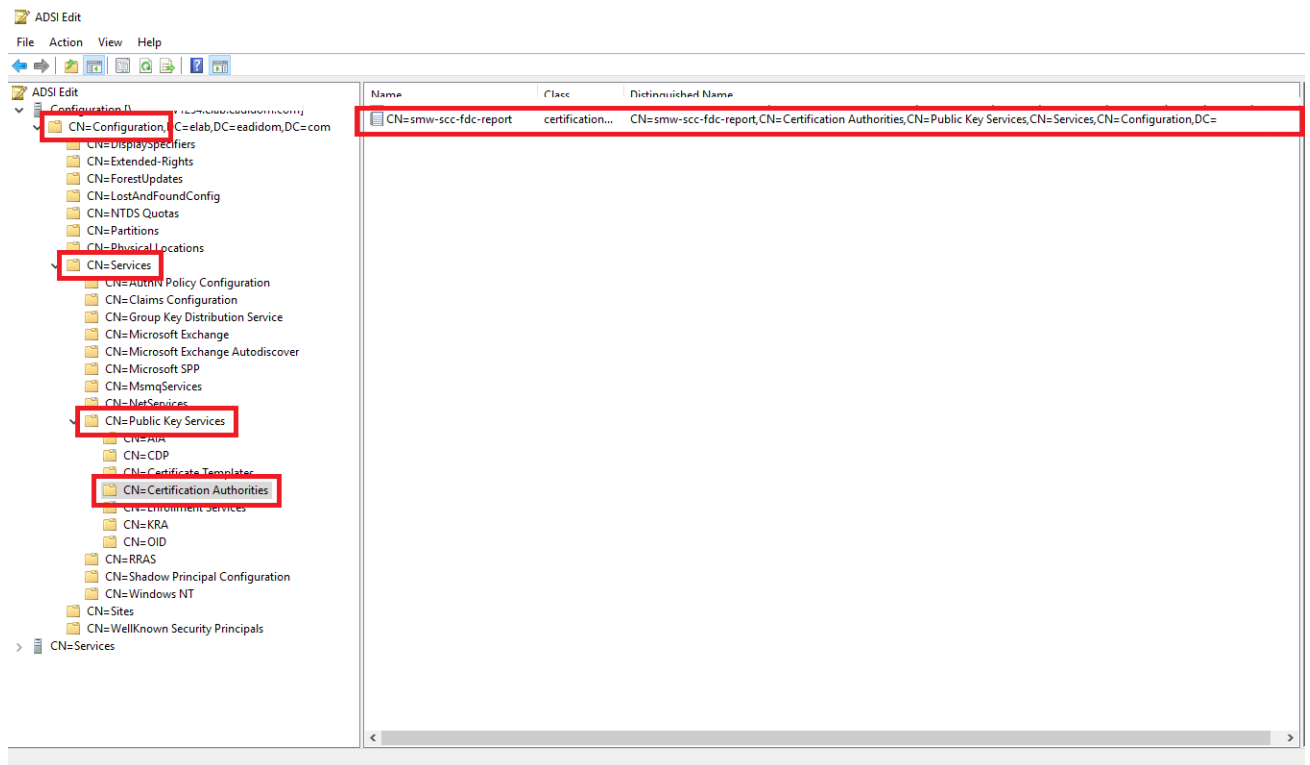 ADSI Edit
File Action View Help
ADSI Edit
Configuration [\
CN=Configuration,DC=elab,DC=eadidom,DC=com
CN=DisplaySpecifiers
CN=Extended-Rights
CN=ForestUpdates
CN=LostAndFoundConfig
CN=NTDS Quotas
CN=Partitions
CN=Physical Locations
CN=Services
CN=AuthN Policy Configuration
CN=Claims Configuration
CN=Group Key Distribution Service
CN=Microsoft Exchange
CN=Microsoft Exchange Autodiscover
CN=Microsoft SPP
CN=MsmqServices
CN=NetServices
CN=Public Key Services
CN=AIA
CN=CDP
CN=Certificate Templates
CN=Certification Authorities
CN=Enrollment Services
CN=KRA
CN=OID
CN=RRAS
CN=Shadow Principal Configuration
CN=Windows NT
CN=Sites
CN=WellKnown Security Principals
CN=Services
Name Class Distinguished Name
CN=smw-scc-fdc-report certification... CN=smw-scc-fdc-report,CN=Certification Authorities,CN=Public Key Services,CN=Services,CN=Configuration,DC=